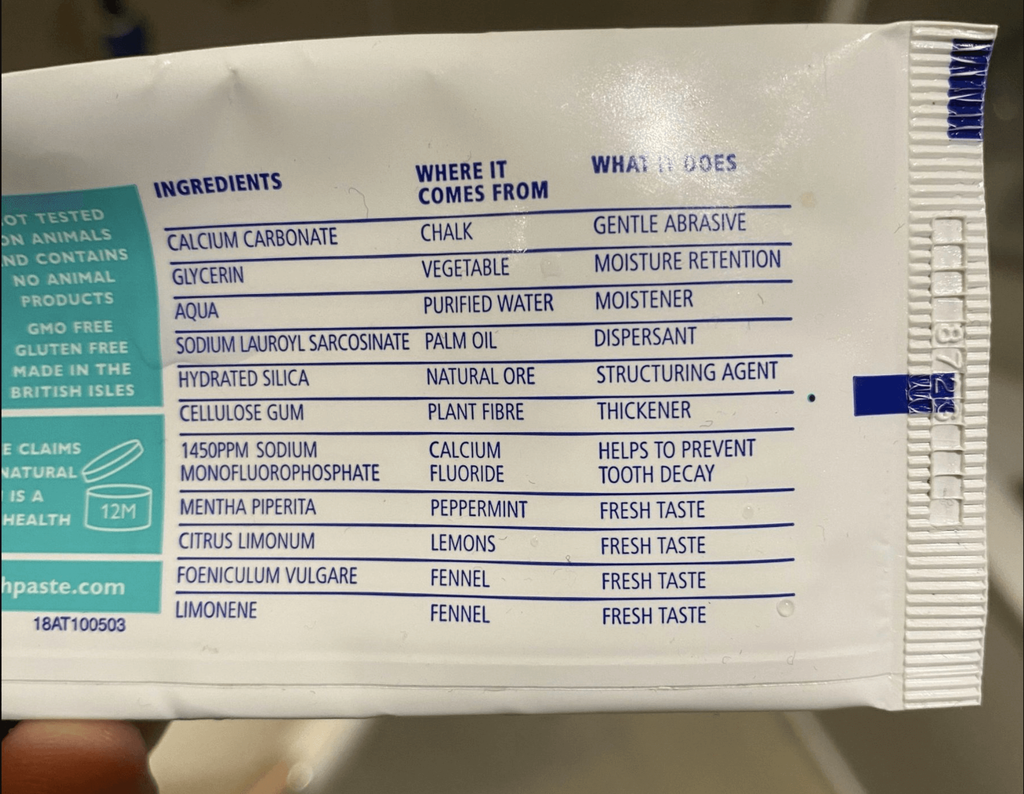 INGREDIENTS WHERE IT COMES FROM WHAT IT DOES
CALCIUM CARBONATE CHALK GENTLE ABRASIVE
GLYCERIN VEGETABLE MOISTURE RETENTION
AQUA PURIFIED WATER MOISTENER
SODIUM LAUROYL SARCOSINATE PALM OIL DISPERSANT
HYDRATED SILICA NATURAL ORE STRUCTURING AGENT
CELLULOSE GUM PLANT FIBRE THICKENER
1450PPM SODIUM MONOFLUOROPHOSPHATE CALCIUM FLUORIDE HELPS TO PREVENT TOOTH DECAY
MENTHA PIPERITA PEPPERMINT FRESH TASTE
CITRUS LIMONUM LEMONS FRESH TASTE
FOENICULUM VULGARE FENNEL FRESH TASTE
LIMONENE FENNEL FRESH TASTE
OT TESTED
ON ANIMALS
ND CONTAINS
NO ANIMAL
PRODUCTS
GMO FREE
GLUTEN FREE
MADE IN THE
BRITISH ISLES
E CLAIMS
NATURAL
IS A
HEALTH
12M
hpaste.com
18AT100503